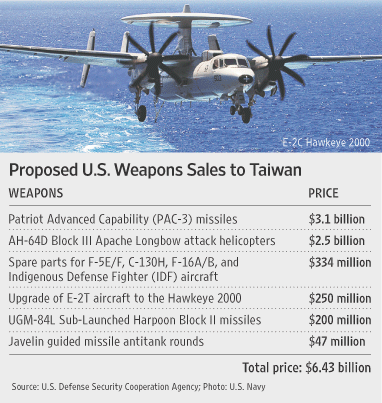 E-2C Hawkeye 2000
Proposed U.S. Weapons Sales to Taiwan
WEAPONS PRICE
Patriot Advanced Capability (PAC-3) missiles $3.1 billion
AH-64D Block III Apache Longbow attack helicopters $2.5 billion
Spare parts for F-5E/F, C-130H, F-16A/B, and $334 million
Indigenous Defense Fighter (IDF) aircraft
Upgrade of E-2T aircraft to the Hawkeye 2000 $250 million
UGM-84L Sub-Launched Harpoon Block II missiles $200 million
Javelin guided missile antitank rounds $47 million
Total price: $6.43 billion
Source: U.S. Defense Security Cooperation Agency; Photo: U.S. Navy